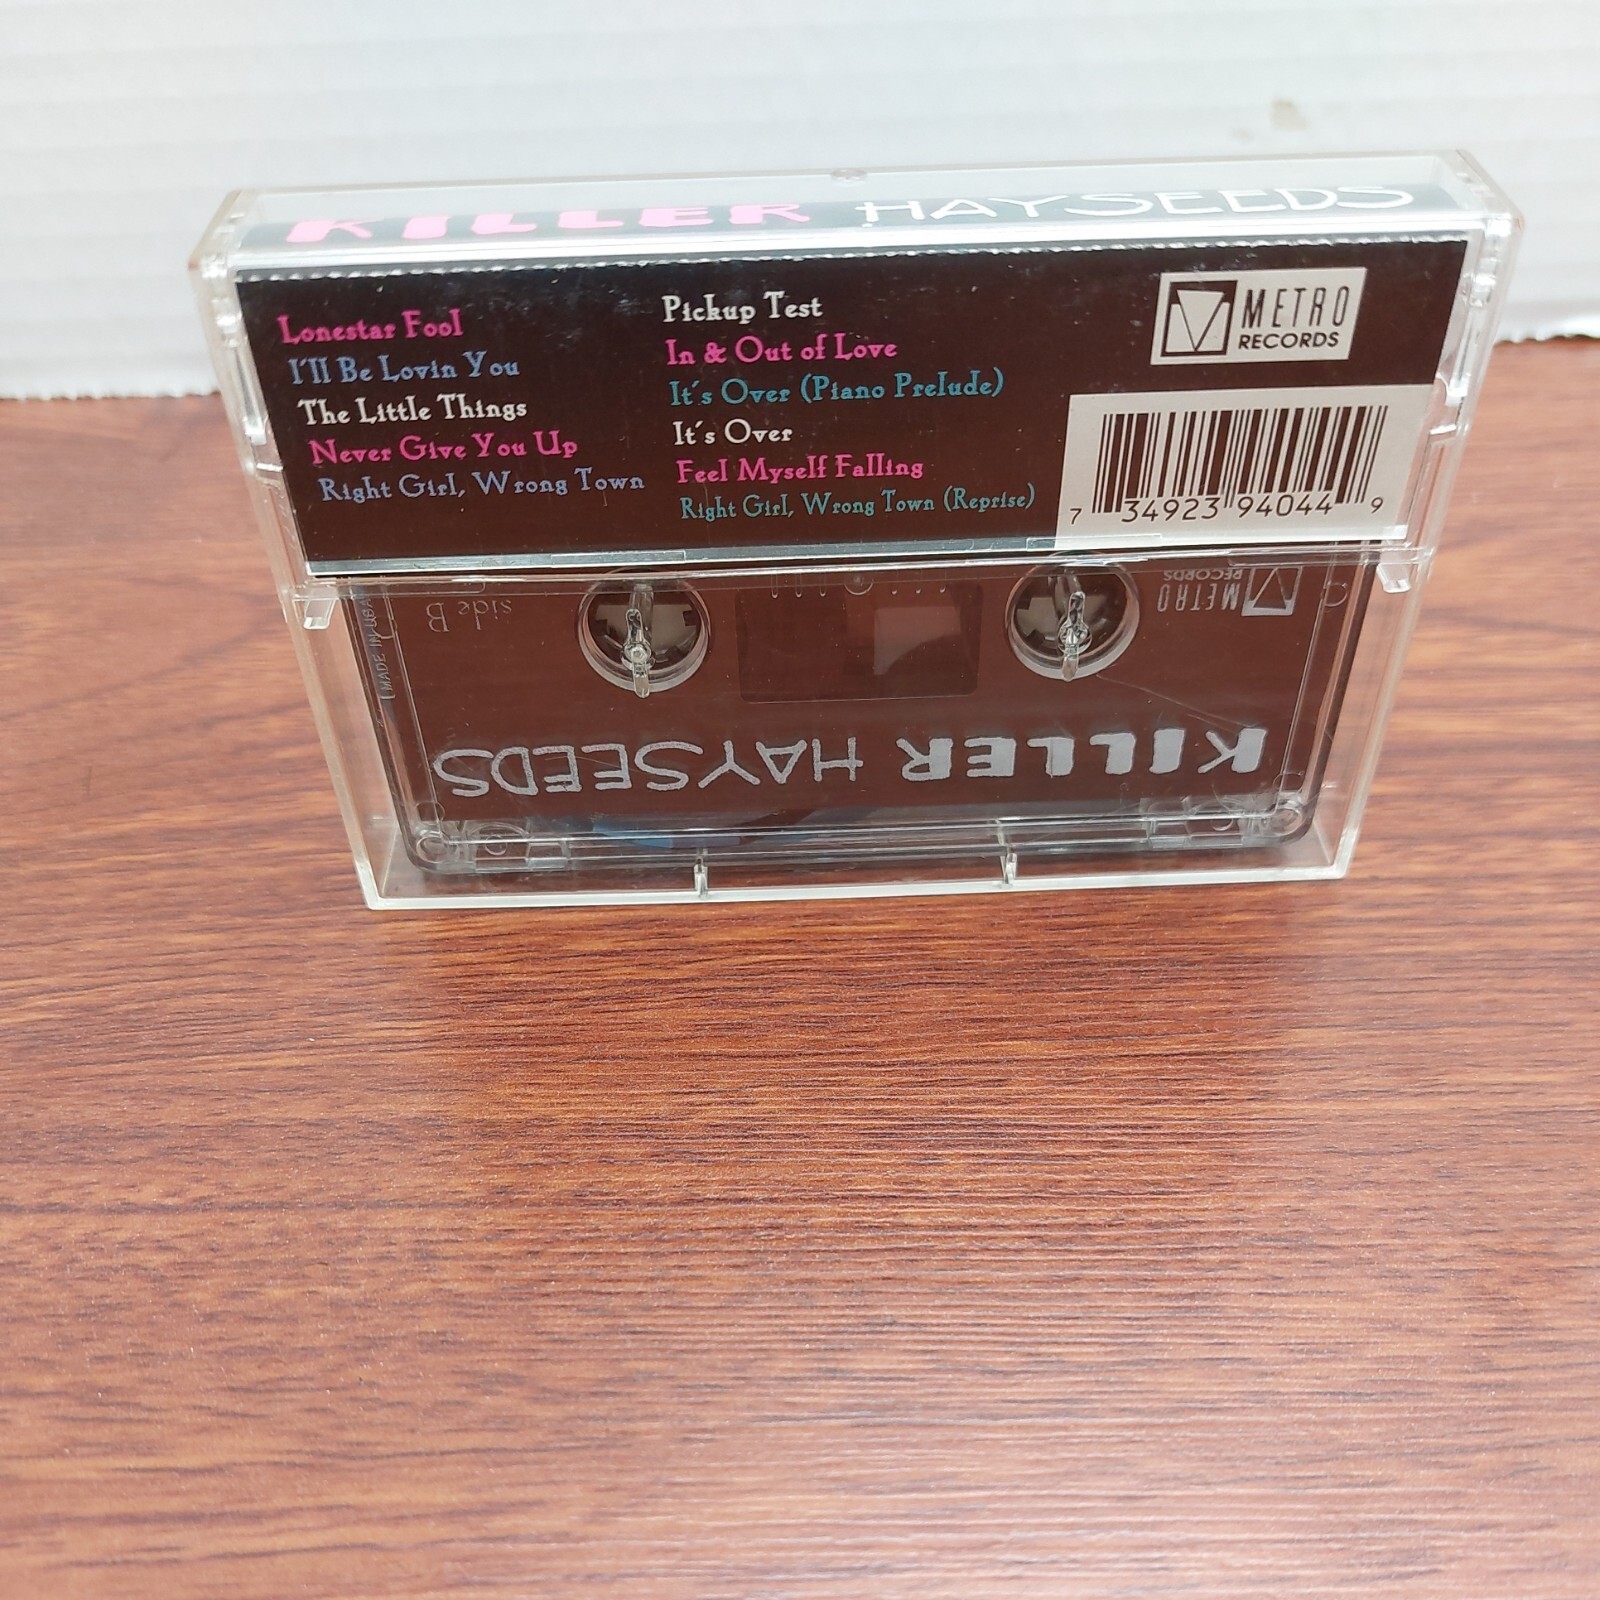 KILLER HAYSEEDS
Lonestar Fool
I'll Be Lovin You
The Little Things
Never Give You Up
Right Girl, Wrong Town
Pickup Test
In & Out of Love
It's Over (Piano Prelude)
It's Over
Feel Myself Falling
Right Girl, Wrong Town (Reprise)
METRO
RECORDS
7 34923 94044 9
side B
METRO
RECORDS
MADE IN USA
KILLER HAYSEEDS